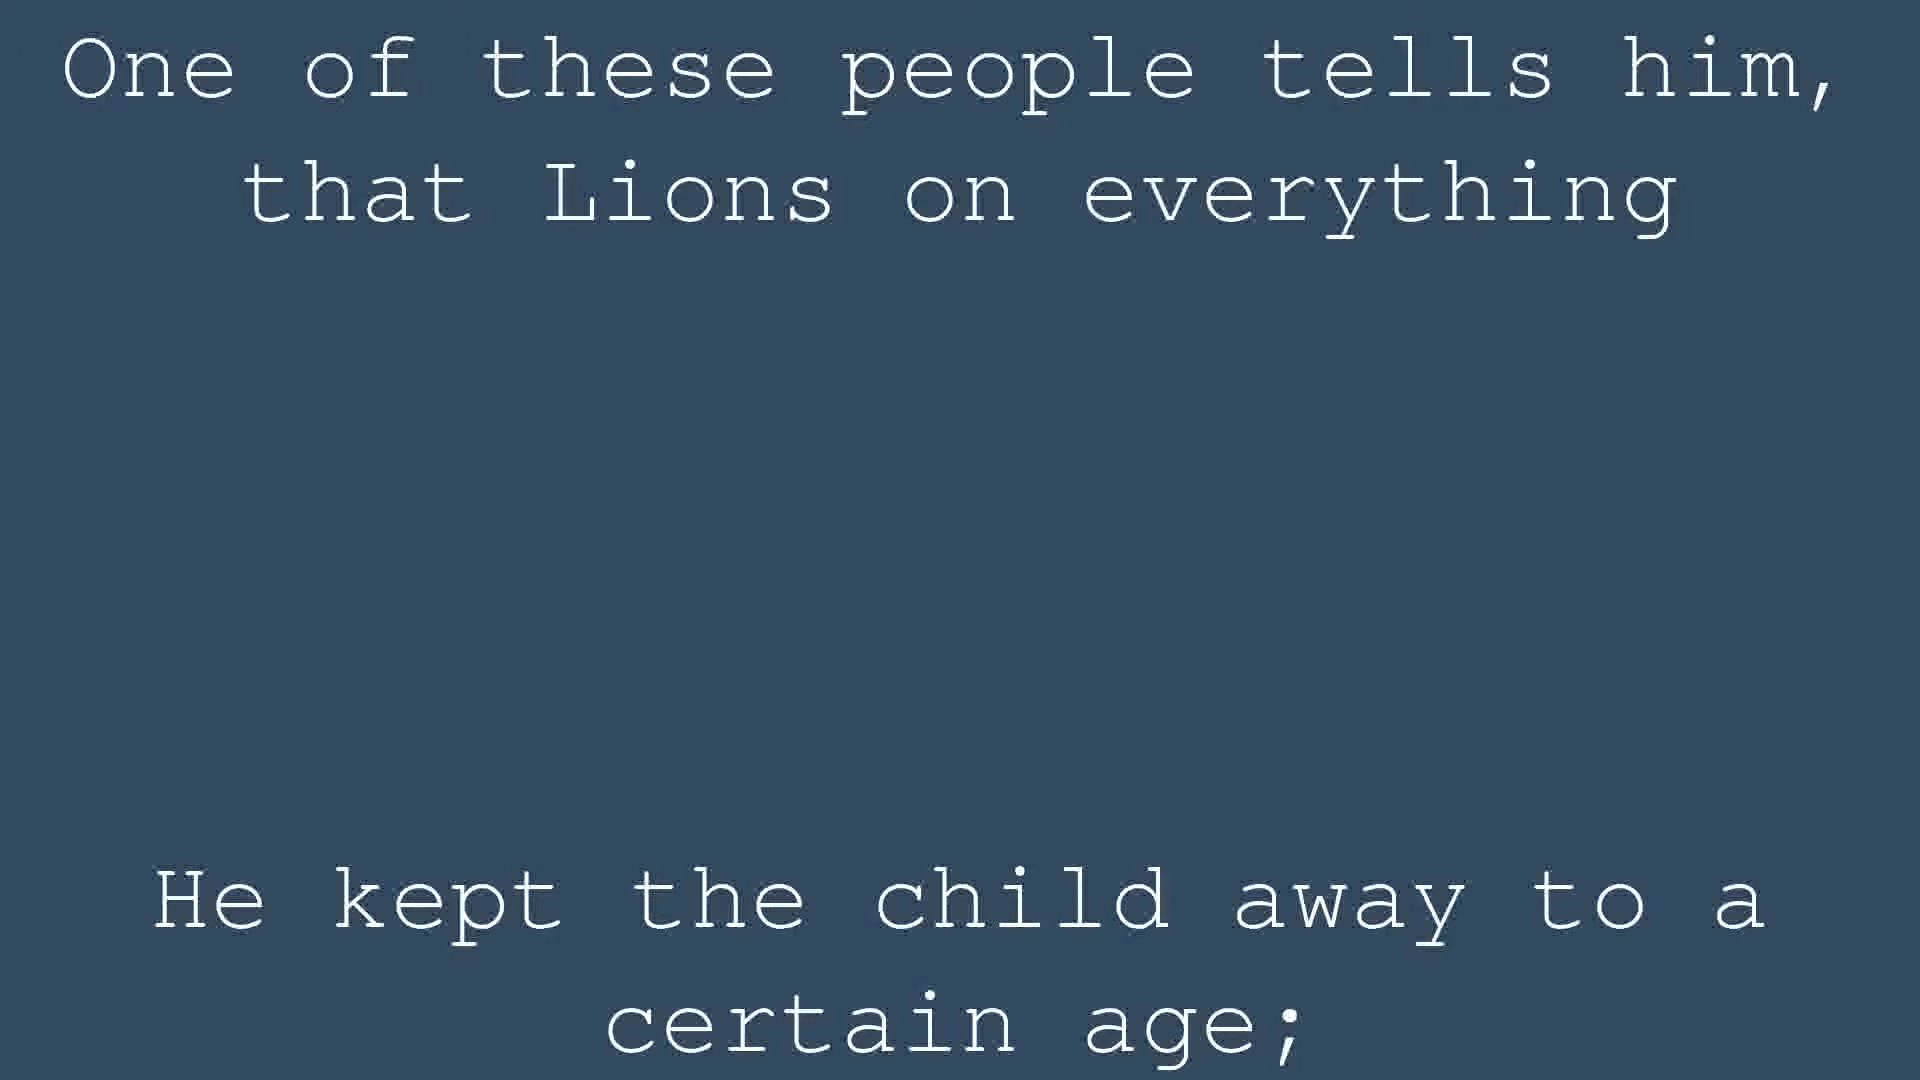 One of these people tells him,
that Lions on everything
He kept the child away to a
certain age;